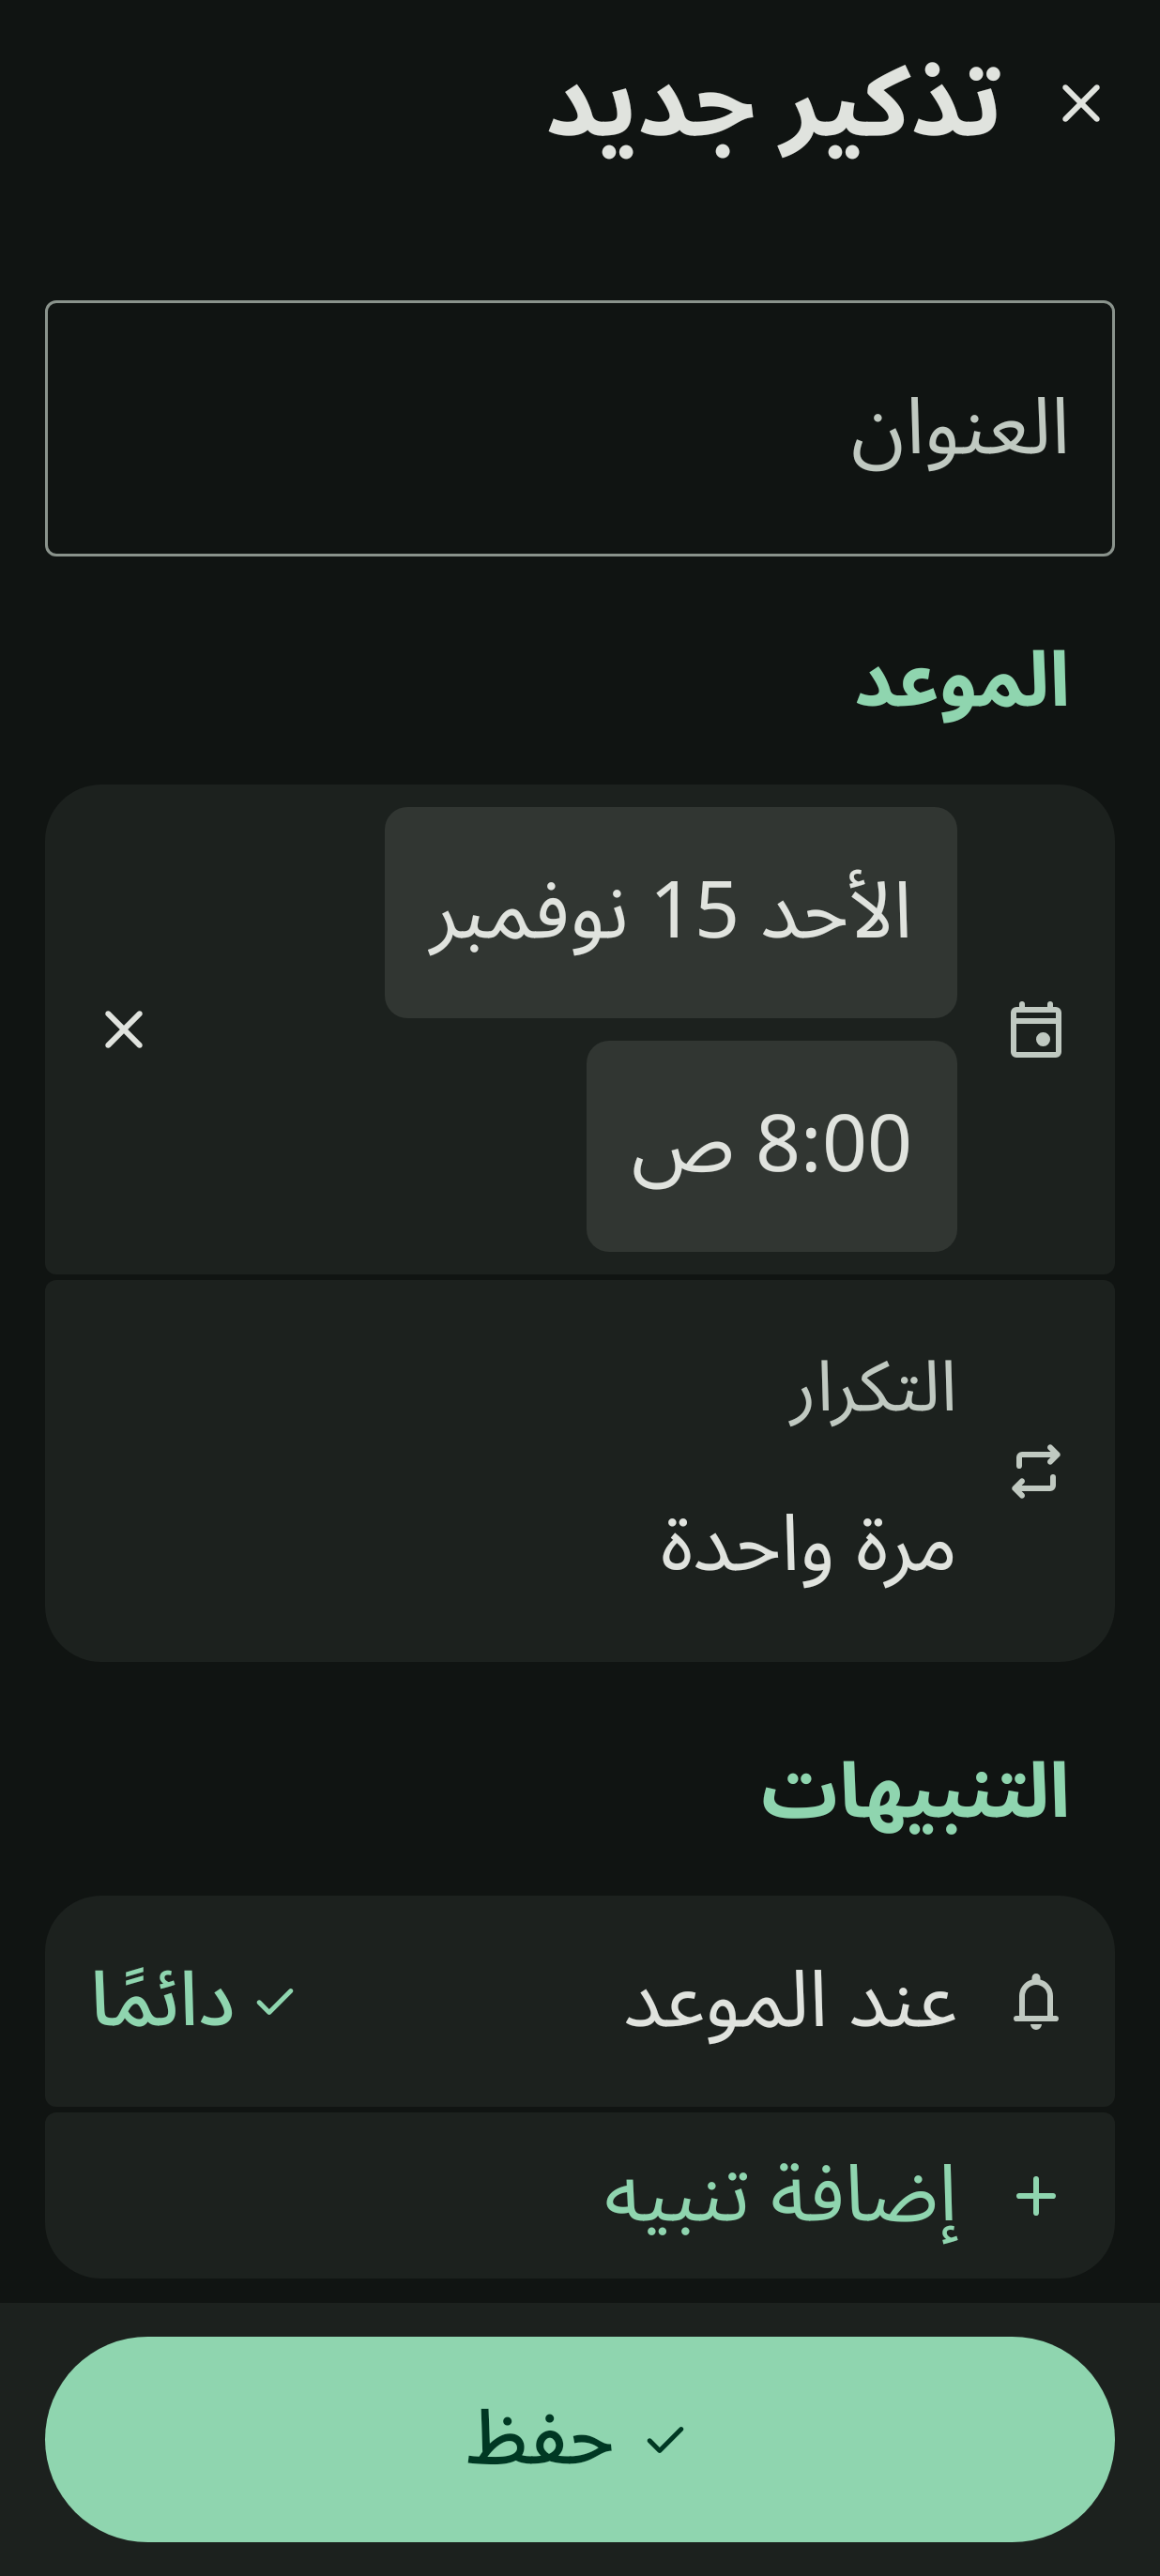 تذكير جديد
العنوان
الموعد
الأحد 15 نوفمبر
8:00 ص
التكرار
مرة واحدة
التنبيهات
عند الموعد
دائمًا
إضافة تنبيه
حفظ